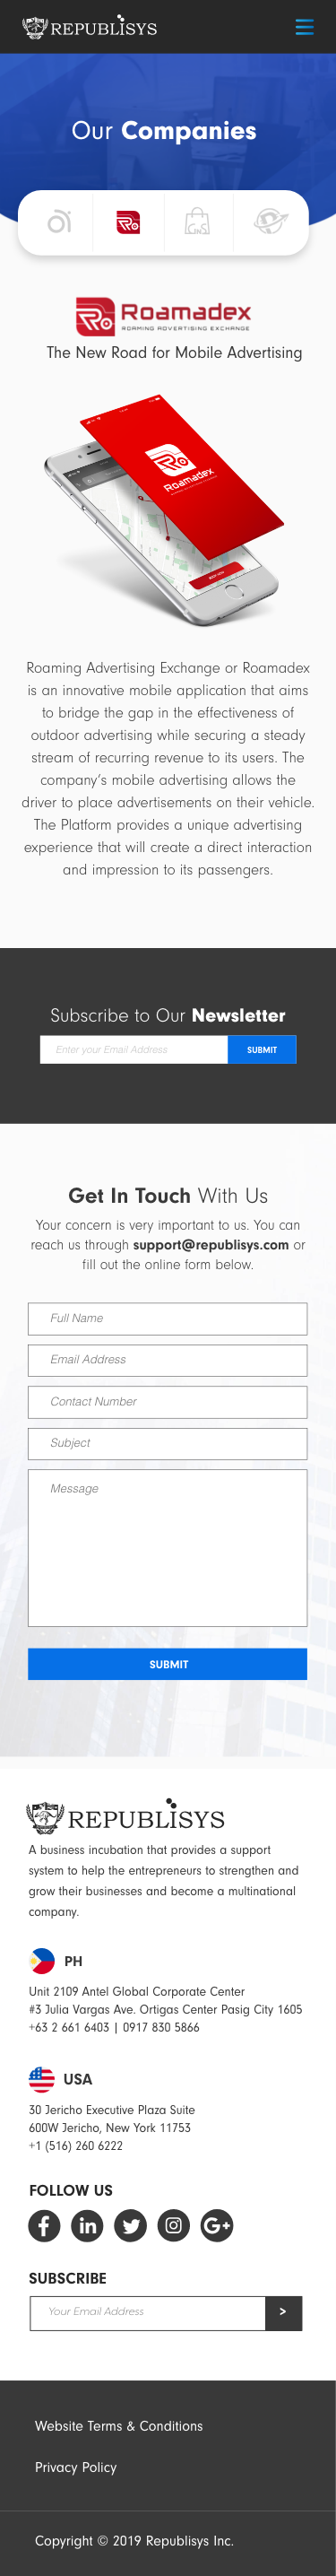 REPUBLISYS
Our Companies
CLNS
Roamadex
ROAMING ADVERTISING EXCHANGE
The New Road for Mobile Advertising
Roamadex
Roaming Advertising Exchange or Roamadex
is an innovative mobile application that aims
to bridge the gap in the effectiveness of
outdoor advertising while securing a steady
stream of recurring revenue to its users. The
company's mobile advertising allows the
driver to place advertisements on their vehicle.
The Platform provides a unique advertising
experience that will create a direct interaction
and impression to its passengers.
Subscribe to Our Newsletter
Enter your Email Address
SUBMIT
Get In Touch With Us
Your concern is very important to us. You can
reach us through support@republisys.com or
fill out the online form below.
Full Name
Email Address
Contact Number
Subject
Message
SUBMIT
REPUBLISYS
A business incubation that provides a support
system to help the entrepreneurs to strengthen and
grow their businesses and become a multinational
company.
PH
Unit 2109 Antel Global Corporate Center
#3 Julia Vargas Ave. Ortigas Center Pasig City 1605
+63 2 661 6403 | 0917 830 5866
USA
30 Jericho Executive Plaza Suite
600W Jericho, New York 11753
+1 (516) 260 6222
FOLLOW US
f in G+
SUBSCRIBE
Your Email Address
>
Website Terms & Conditions
Privacy Policy
Copyright © 2019 Republisys Inc.